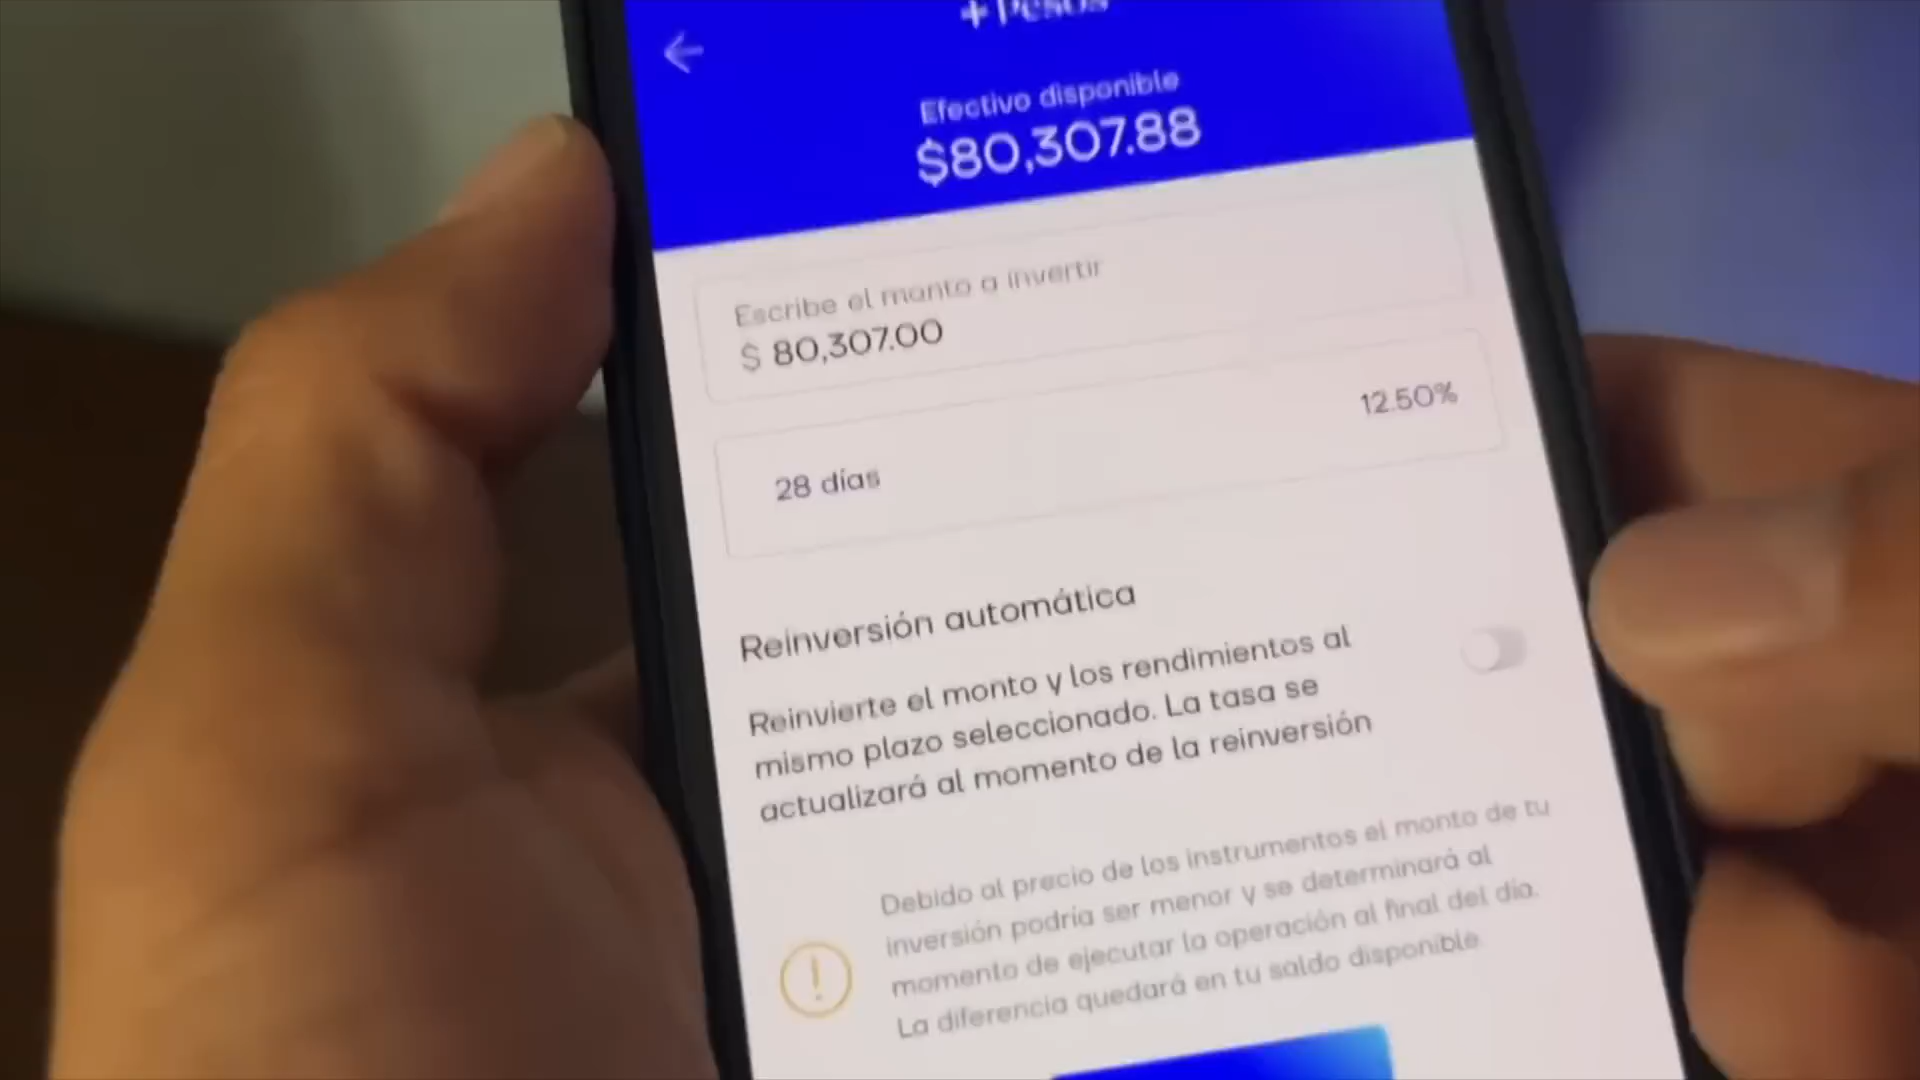 + Pesos
Efectivo disponible
$80,307.88
Escribe el monto a invertir
$ 80,307.00
28 días
12.50%
Reinversión automática
Reinvierte el monto y los rendimientos al
mismo plazo seleccionado. La tasa se
actualizará al momento de la reinversión
Debido al precio de los instrumentos el monto de tu
inversión podría ser menor y se determinará al
momento de ejecutar la operación al final del día.
La diferencia quedará en tu saldo disponible